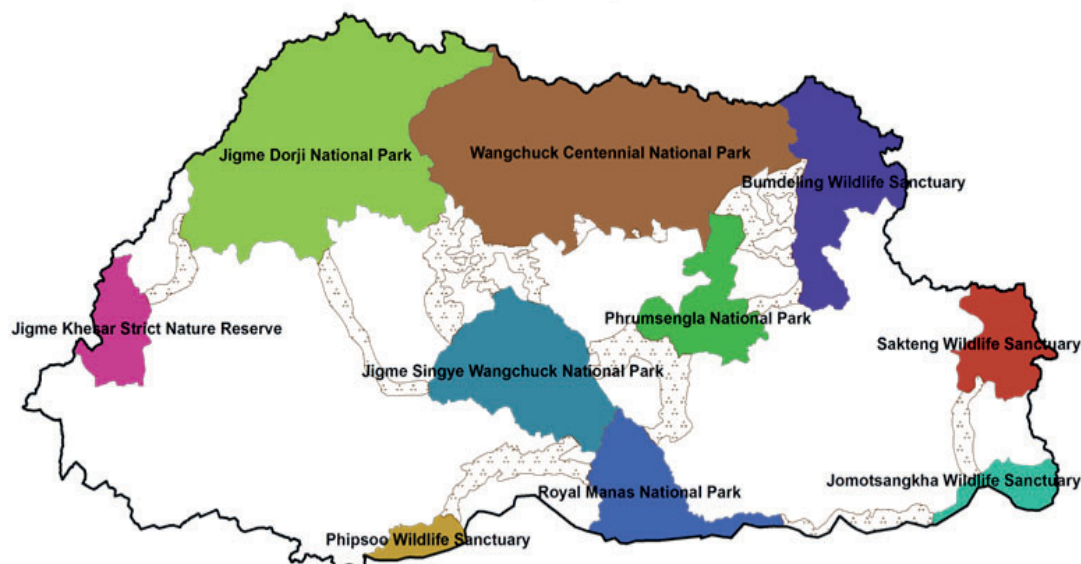 Jigme Dorji National Park
Wangchuck Centennial National Park
Bumdeling Wildlife Sanctuary
Phrumsengla National Park
Jigme Khesar Strict Nature Reserve
Sakteng Wildlife Sanctuary
Jigme Singye Wangchuck National Park
Jomotsangkha Wildlife Sanctuary
Royal Manas National Park
Phipsoo Wildlife Sanctuary